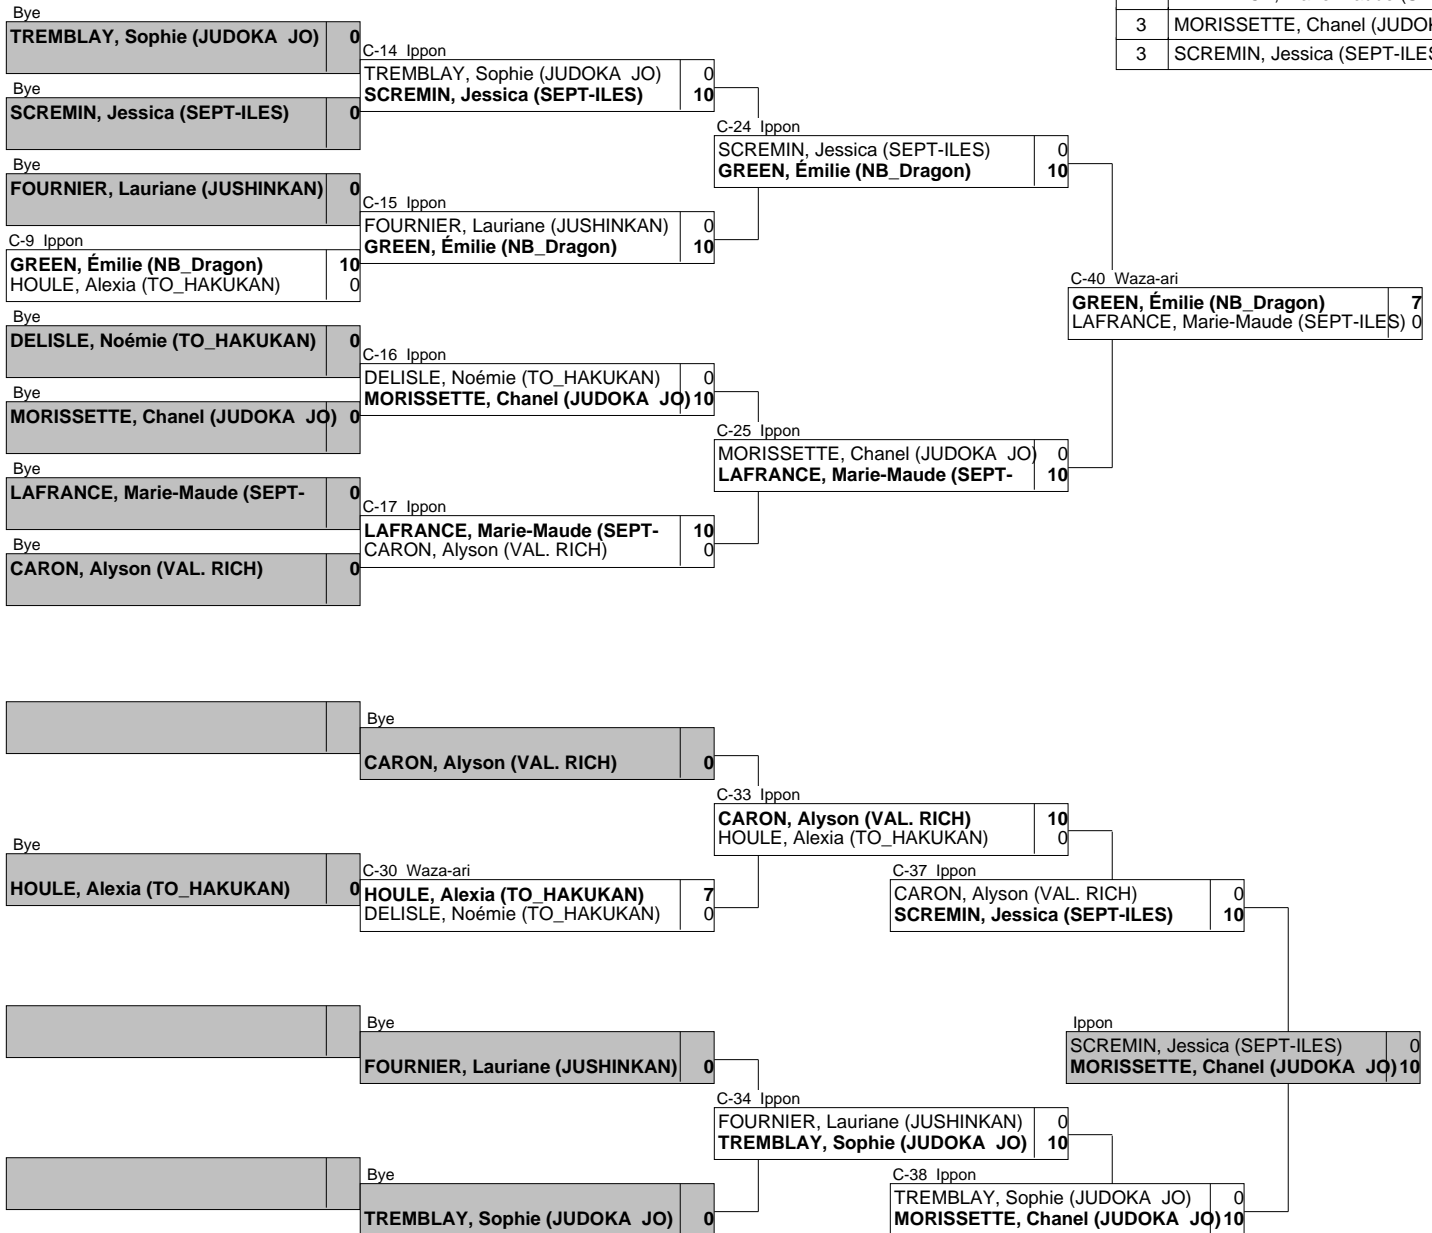 3 MORISSETTE, Chanel (JUDOK
3 SCREMIN, Jessica (SEPT-ILES
Bye
TREMBLAY, Sophie (JUDOKA JO) 0
Bye
SCREMIN, Jessica (SEPT-ILES) 0
Bye
FOURNIER, Lauriane (JUSHINKAN) 0
C-9 Ippon
GREEN, Émilie (NB_Dragon) 10
HOULE, Alexia (TO_HAKUKAN) 0
Bye
DELISLE, Noémie (TO_HAKUKAN) 0
Bye
MORISSETTE, Chanel (JUDOKA JO) 0
Bye
LAFRANCE, Marie-Maude (SEPT- 0
Bye
CARON, Alyson (VAL. RICH) 0
C-14 Ippon
TREMBLAY, Sophie (JUDOKA JO) 0
SCREMIN, Jessica (SEPT-ILES) 10
C-15 Ippon
FOURNIER, Lauriane (JUSHINKAN) 0
GREEN, Émilie (NB_Dragon) 10
C-16 Ippon
DELISLE, Noémie (TO_HAKUKAN) 0
MORISSETTE, Chanel (JUDOKA JO) 10
C-17 Ippon
LAFRANCE, Marie-Maude (SEPT- 10
CARON, Alyson (VAL. RICH) 0
C-24 Ippon
SCREMIN, Jessica (SEPT-ILES) 0
GREEN, Émilie (NB_Dragon) 10
C-25 Ippon
MORISSETTE, Chanel (JUDOKA JO) 0
LAFRANCE, Marie-Maude (SEPT- 10
C-40 Waza-ari
GREEN, Émilie (NB_Dragon) 7
LAFRANCE, Marie-Maude (SEPT-ILES) 0
Bye
CARON, Alyson (VAL. RICH) 0
Bye
HOULE, Alexia (TO_HAKUKAN) 0
C-30 Waza-ari
HOULE, Alexia (TO_HAKUKAN) 7
DELISLE, Noémie (TO_HAKUKAN) 0
C-33 Ippon
CARON, Alyson (VAL. RICH) 10
HOULE, Alexia (TO_HAKUKAN) 0
C-37 Ippon
CARON, Alyson (VAL. RICH) 0
SCREMIN, Jessica (SEPT-ILES) 10
Bye
FOURNIER, Lauriane (JUSHINKAN) 0
Bye
TREMBLAY, Sophie (JUDOKA JO) 0
C-34 Ippon
FOURNIER, Lauriane (JUSHINKAN) 0
TREMBLAY, Sophie (JUDOKA JO) 10
C-38 Ippon
TREMBLAY, Sophie (JUDOKA JO) 0
MORISSETTE, Chanel (JUDOKA JO) 10
Ippon
SCREMIN, Jessica (SEPT-ILES) 0
MORISSETTE, Chanel (JUDOKA JO) 10